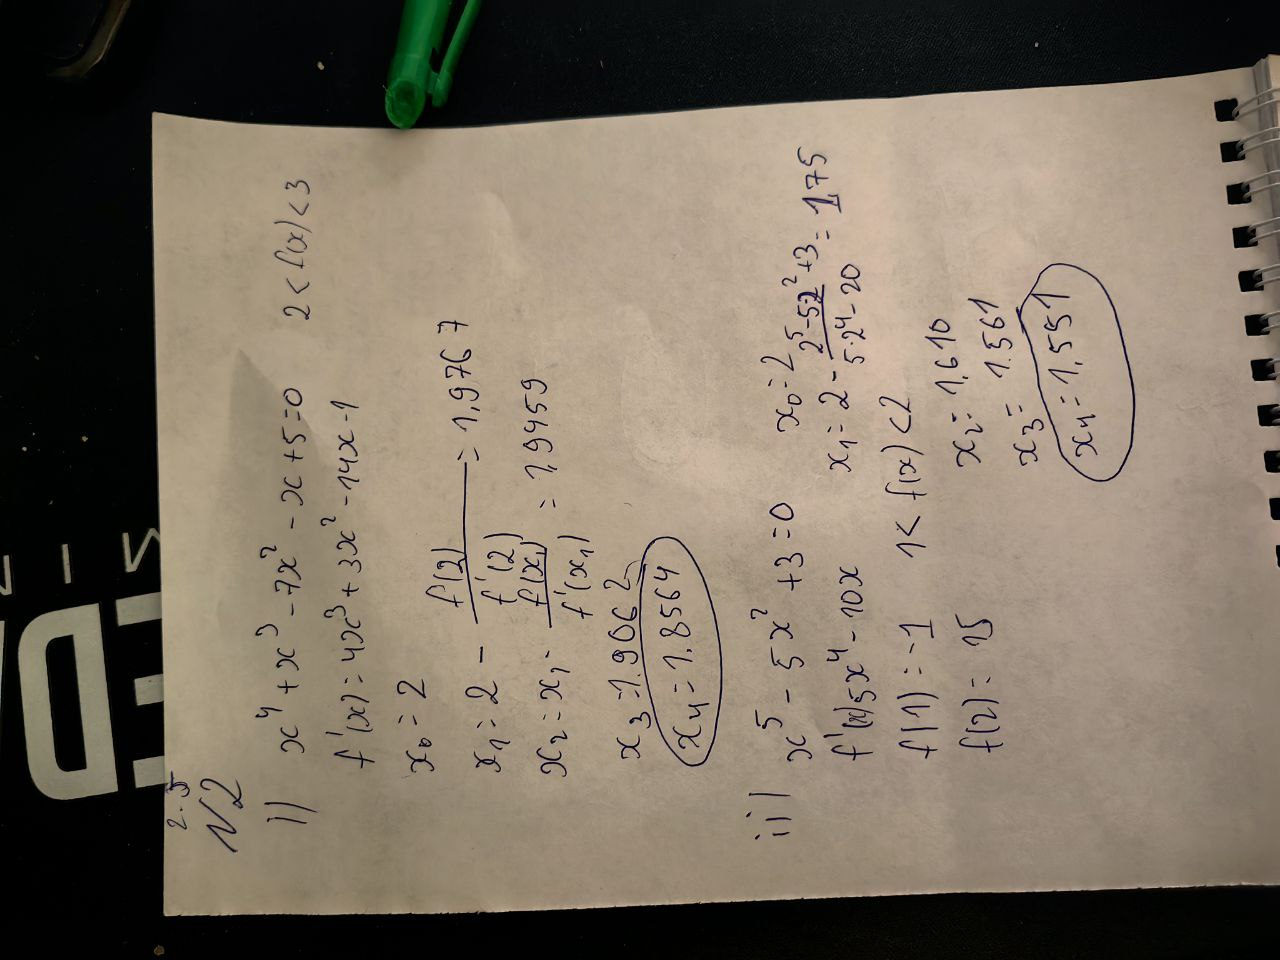 2.5
N2
i) x⁴ + x³ - 7x² - x + 5 = 0 2 < f(x) < 3
f'(x) = 4x³ + 3x² - 14x - 1
x₀ = 2
x₁ = 2 - f(2)/f'(2) = 1,9767
x₂ = x₁ - f(x₁)/f'(x₁) = 1,9459
x₃ = 1.9062
x₄ = 1.8564
ii) x⁵ - 5x² + 3 = 0 x₀ = 2
f'(x) 5x⁴ - 10x x₁ = 2 - (2⁵ - 5·2² + 3)/(5·2⁴ - 20) = 1,75
f(1) = -1 1 < f(x) < 2
f(2) = 15 x₂ = 1,610
x₃ = 1.561
x₄ = 1,551